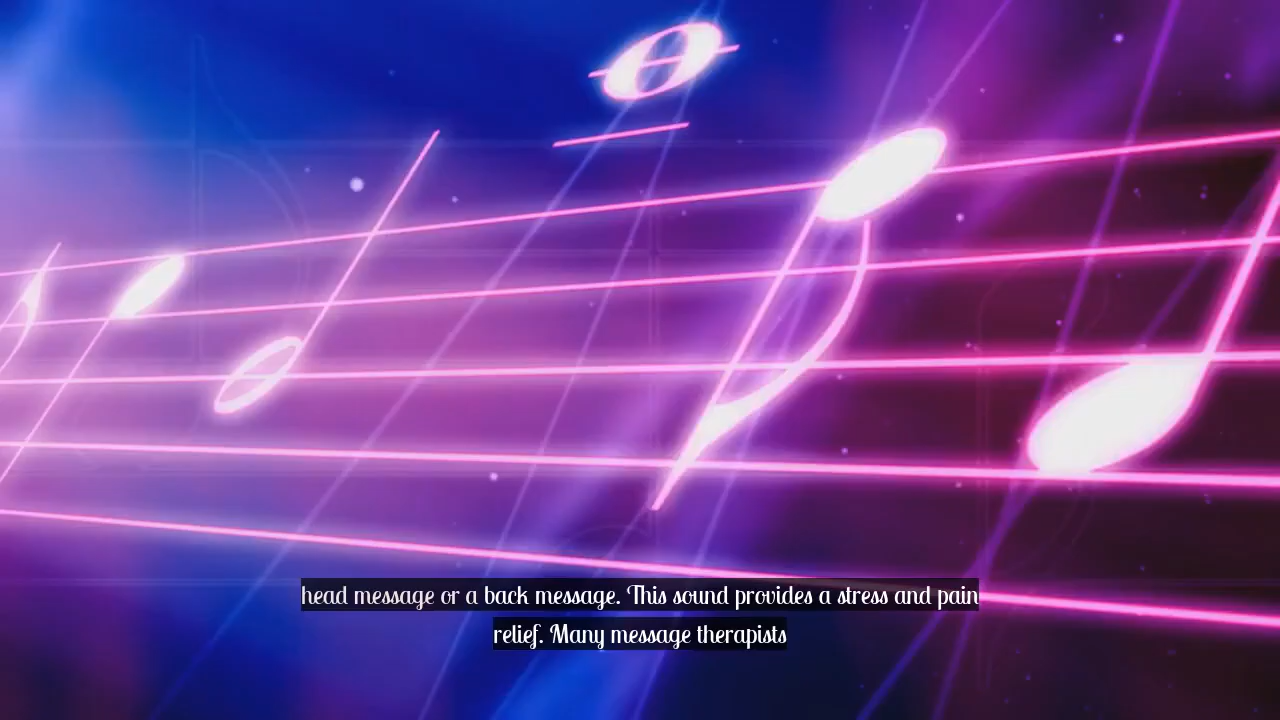 head message or a back message. This sound provides a stress and pain
relief. Many message therapists